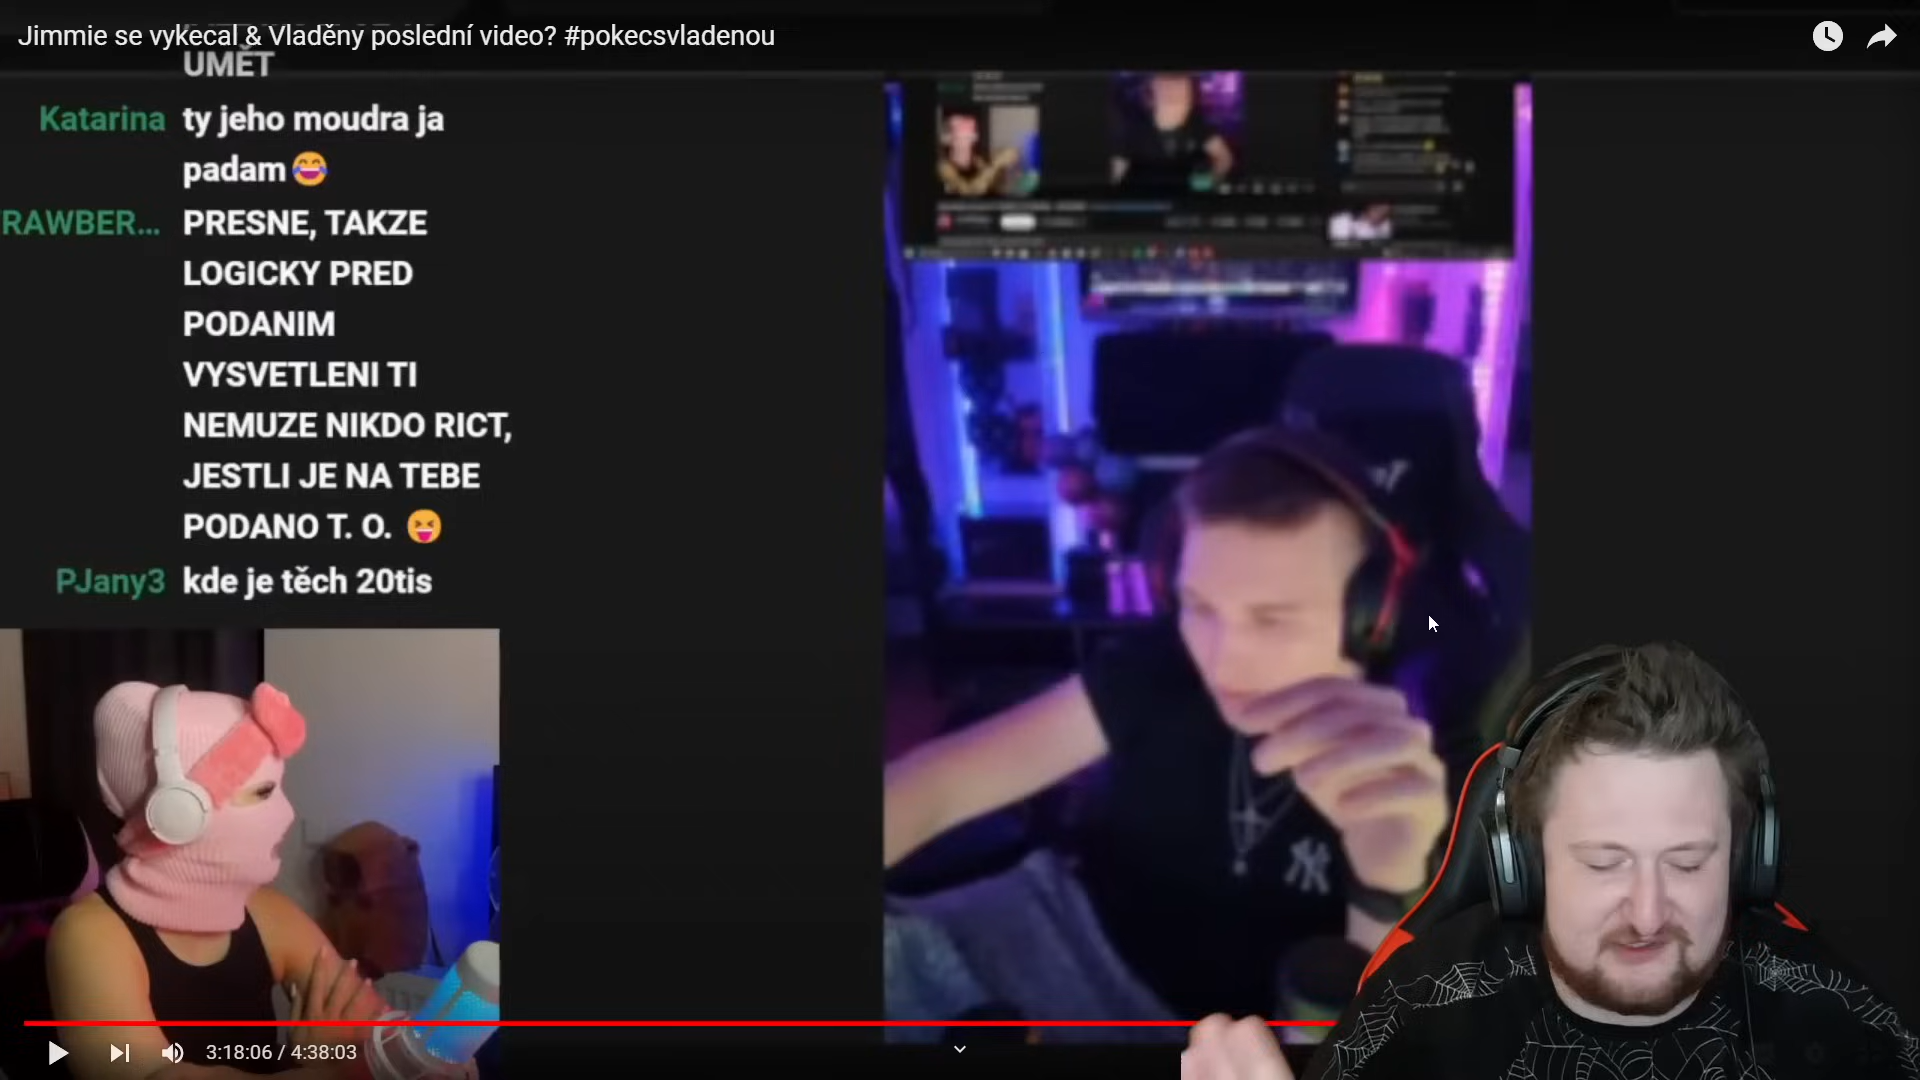 Jimmie se vykecal & Vladěny poslední video? #pokecsvladenou
UMĚT
Katarina ty jeho moudra ja
padam😂
RAWBER... PRESNE, TAKZE
LOGICKY PRED
PODANIM
VYSVETLENI TI
NEMUZE NIKDO RICT,
JESTLI JE NA TEBE
PODANO T. O. 😝
PJany3 kde je těch 20tis
NY
3:18:06 / 4:38:03